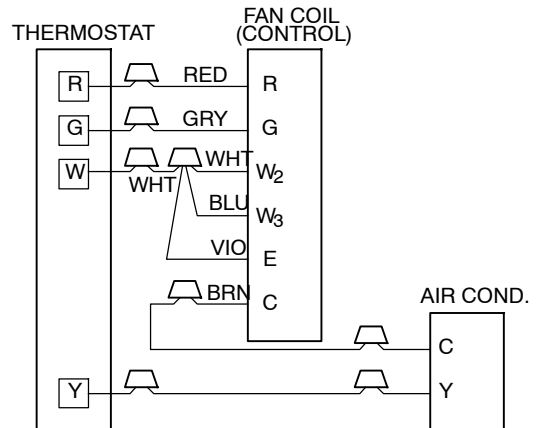 FAN COIL
(CONTROL)
THERMOSTAT
R RED R
G GRY G
W WHT WHT W2
BLU W3
VIO E
BRN C
AIR COND.
C
Y Y